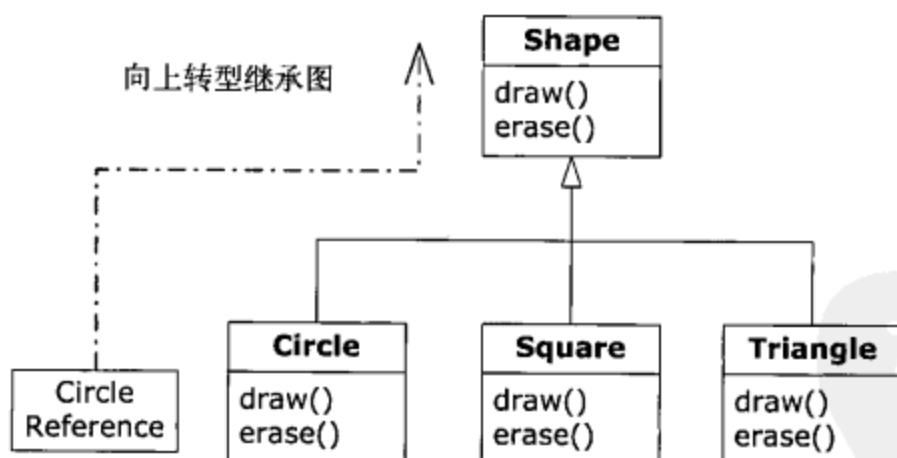 Shape
draw()
erase()
向上转型继承图
Circle
draw()
erase()
Square
draw()
erase()
Triangle
draw()
erase()
Circle
Reference